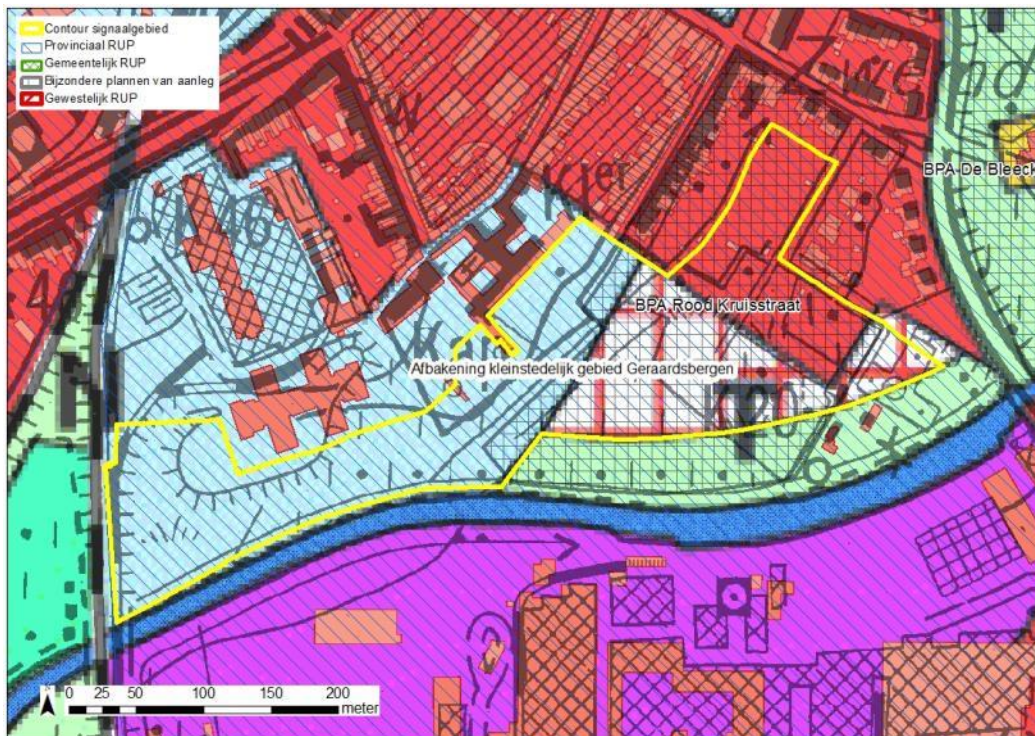 Contour signaalgebied
Provinciaal RUP
Gemeentelijk RUP
Bijzondere plannen van aanleg
Gewestelijk RUP
BPA De Bleeck
BPA Rood Kruisstraat
Afbakening kleinstedelijk gebied Geraardsbergen
0 25 50 100 150 200
meter